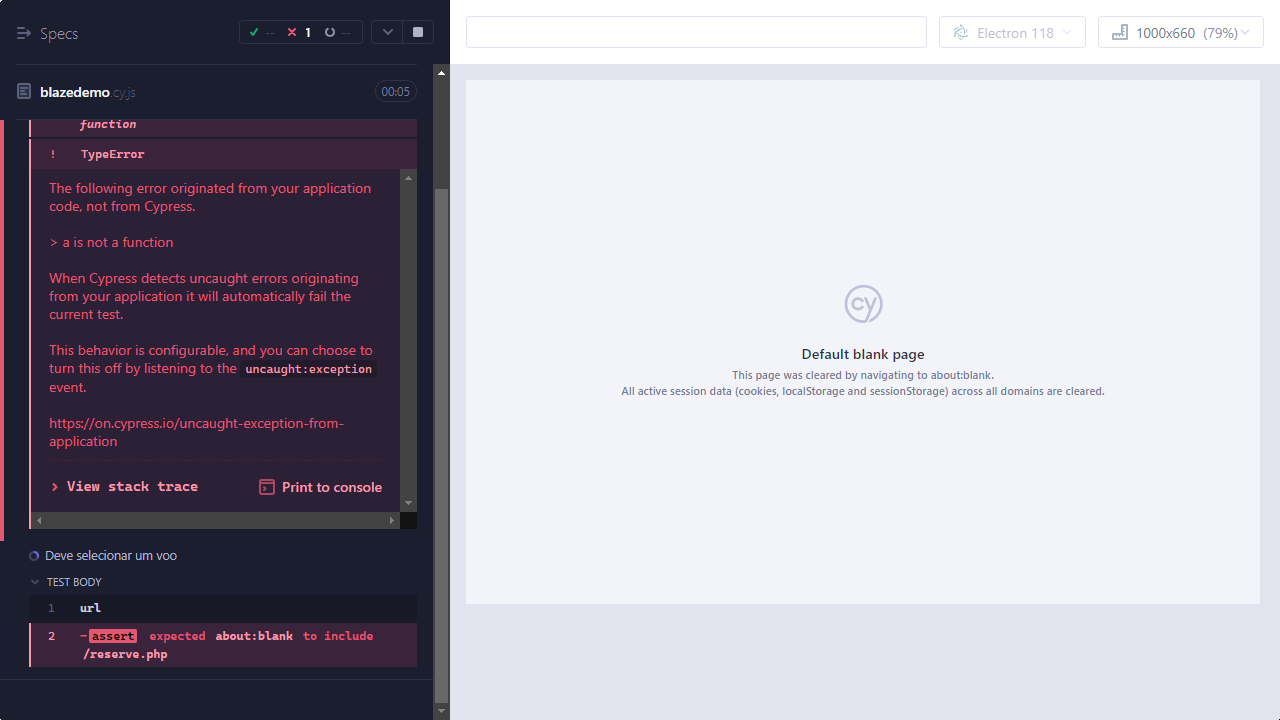 Specs
-- 1 --
blazedemo.cy.js
00:05
function
! TypeError
The following error originated from your application
code, not from Cypress.
> a is not a function
When Cypress detects uncaught errors originating
from your application it will automatically fail the
current test.
This behavior is configurable, and you can choose to
turn this off by listening to the uncaught:exception
event.
https://on.cypress.io/uncaught-exception-from-
application
View stack trace
Print to console
Deve selecionar um voo
TEST BODY
1 url
2 -assert expected about:blank to include
/reserve.php
Electron 118
1000x660 (79%)
cy
Default blank page
This page was cleared by navigating to about:blank.
All active session data (cookies, localStorage and sessionStorage) across all domains are cleared.